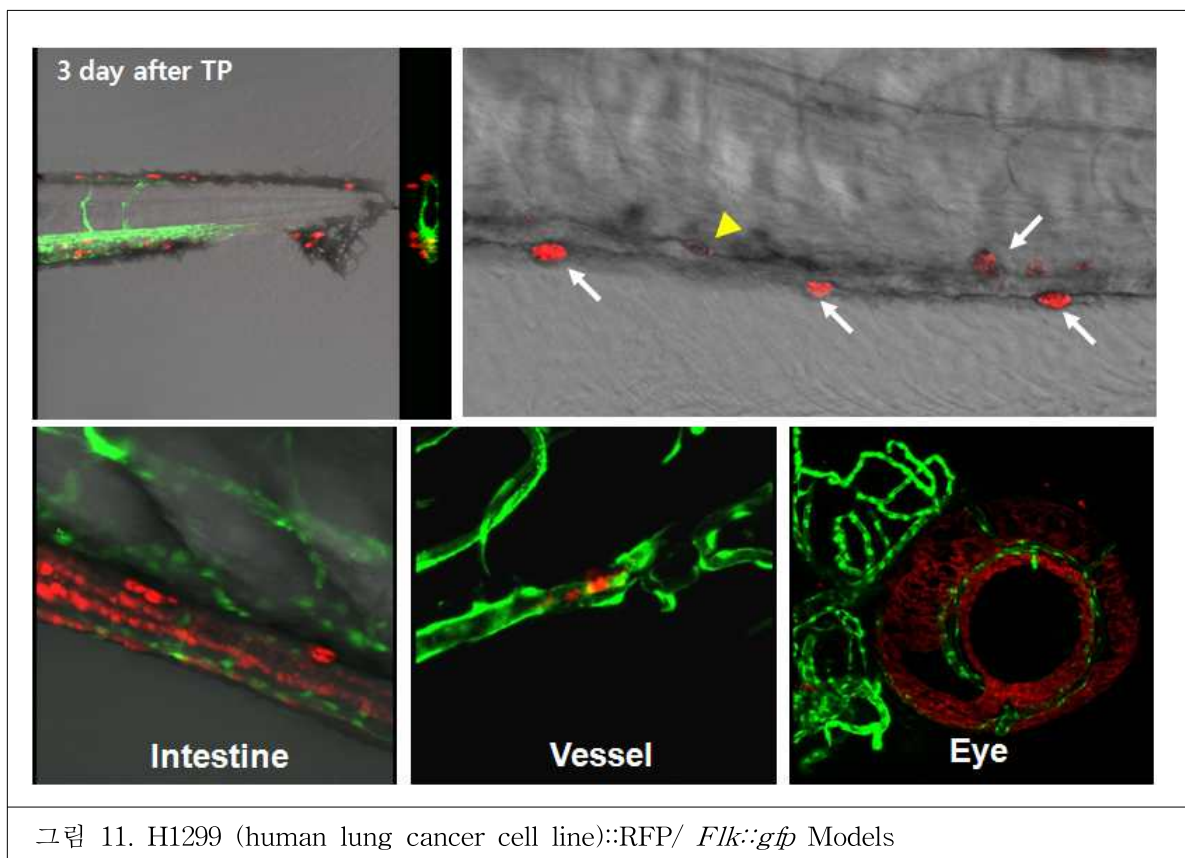 3 day after TP
Intestine
Vessel
Eye
그림 11. H1299 (human lung cancer cell line)::RFP/ Flk::gfp Models